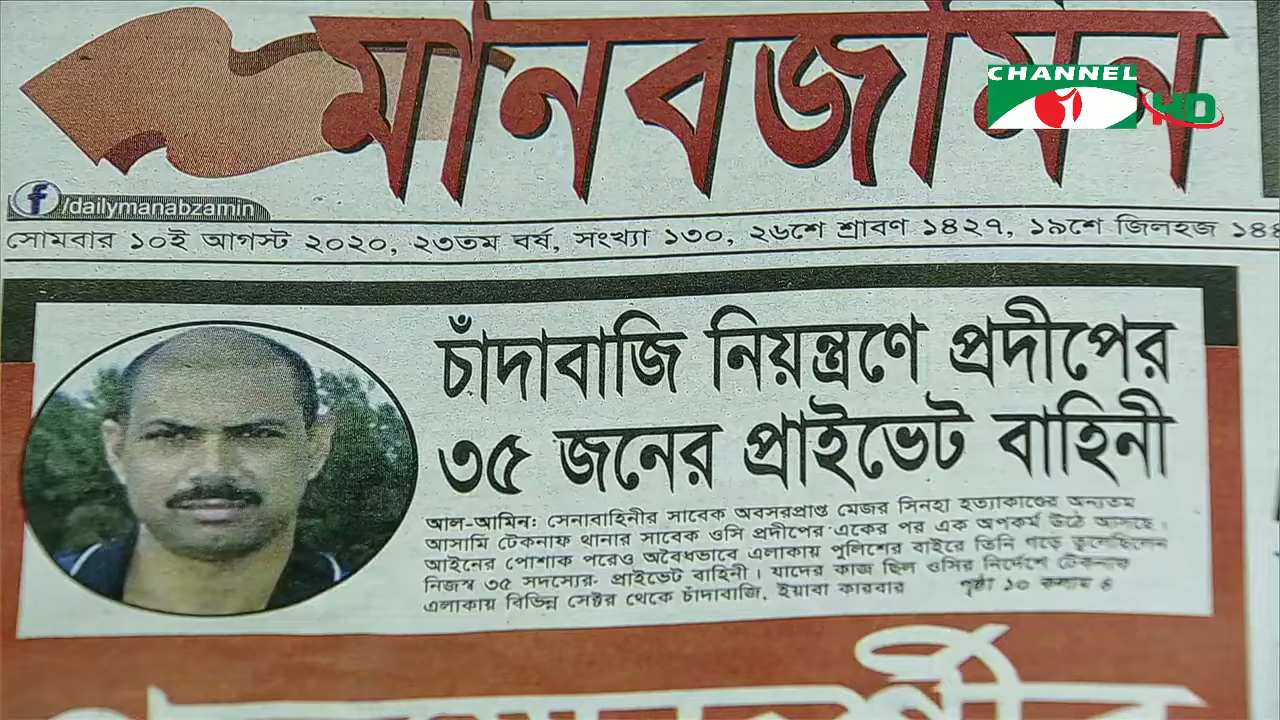 মানবজমিন
CHANNEL i HD
/dailymanabzamin
সোমবার ১০ই আগস্ট ২০২০, ২৩তম বর্ষ, সংখ্যা ১৩০, ২৬শে শ্রাবণ ১৪২৭, ১৯শে জিলহজ ১৪৪
চাঁদাবাজি নিয়ন্ত্রণে প্রদীপের
৩৫ জনের প্রাইভেট বাহিনী
আল-আমিন: সেনাবাহিনীর সাবেক অবসরপ্রাপ্ত মেজর সিনহা হত্যাকাণ্ডের অন্যতম
আসামি টেকনাফ থানার সাবেক ওসি প্রদীপের একের পর এক অপকর্ম উঠে আসছে।
আইনের পোশাক পরেও অবৈধভাবে এলাকায় পুলিশের বাইরে তিনি গড়ে তুলেছিলেন
নিজস্ব ৩৫ সদস্যের প্রাইভেট বাহিনী। যাদের কাজ ছিল ওসির নির্দেশে টেকনাফ
এলাকায় বিভিন্ন সেক্টর থেকে চাঁদাবাজি, ইয়াবা কারবার পৃষ্ঠা ১০ কলাম ৪